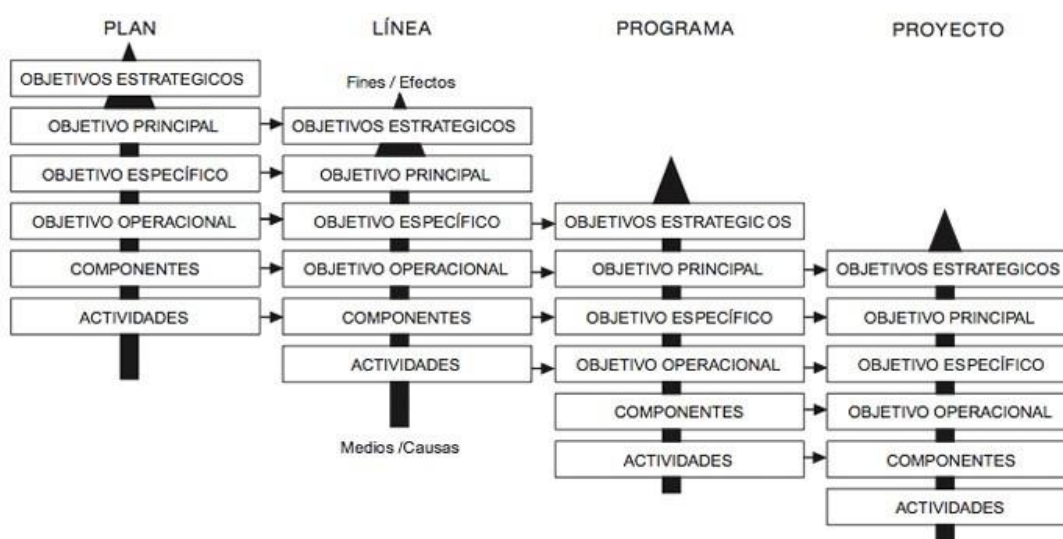 PLAN
OBJETIVOS ESTRATEGICOS
OBJETIVO PRINCIPAL
OBJETIVO ESPECÍFICO
OBJETIVO OPERACIONAL
COMPONENTES
ACTIVIDADES
LÍNEA
Fines / Efectos
OBJETIVOS ESTRATEGICOS
OBJETIVO PRINCIPAL
OBJETIVO ESPECÍFICO
OBJETIVO OPERACIONAL
COMPONENTES
ACTIVIDADES
Medios /Causas
PROGRAMA
OBJETIVOS ESTRATEGICOS
OBJETIVO PRINCIPAL
OBJETIVO ESPECÍFICO
OBJETIVO OPERACIONAL
COMPONENTES
ACTIVIDADES
PROYECTO
OBJETIVOS ESTRATEGICOS
OBJETIVO PRINCIPAL
OBJETIVO ESPECÍFICO
OBJETIVO OPERACIONAL
COMPONENTES
ACTIVIDADES